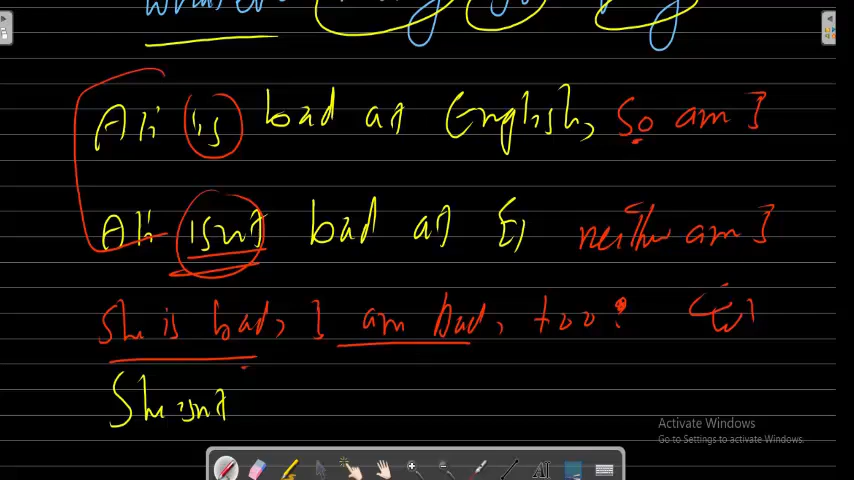 Ali is bad at English, so am I
Ali isn't bad at E, neither am I
She is bad, I am bad, too.
She isn't
Activate Windows
Go to Settings to activate Windows.
AI